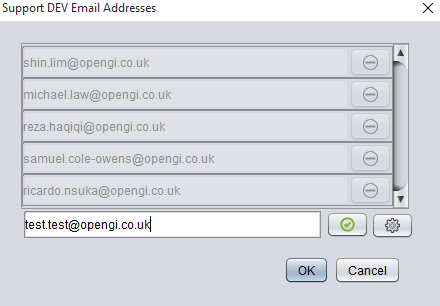 Support DEV Email Addresses
shin.lim@opengi.co.uk
michael.law@opengi.co.uk
reza.haqiqi@opengi.co.uk
samuel.cole-owens@opengi.co.uk
ricardo.nsuka@opengi.co.uk
test.test@opengi.co.uk
OK Cancel